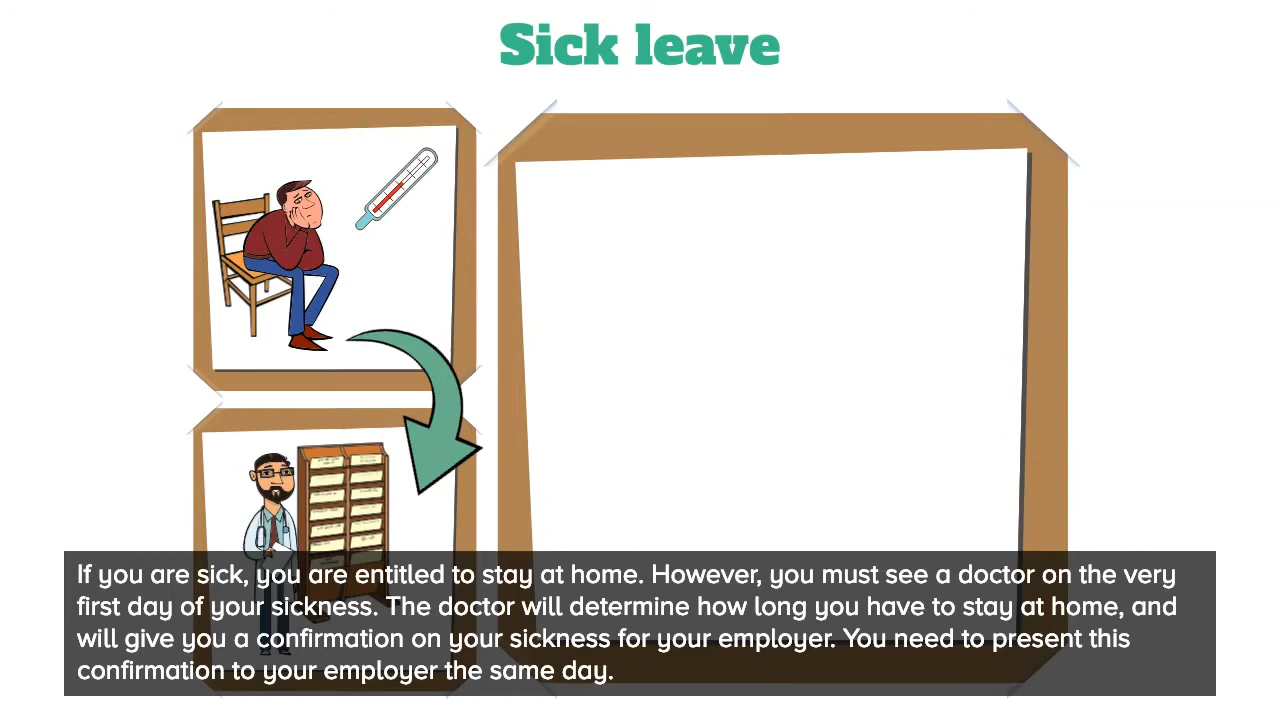 Sick leave
If you are sick, you are entitled to stay at home. However, you must see a doctor on the very
first day of your sickness. The doctor will determine how long you have to stay at home, and
will give you a confirmation on your sickness for your employer. You need to present this
confirmation to your employer the same day.